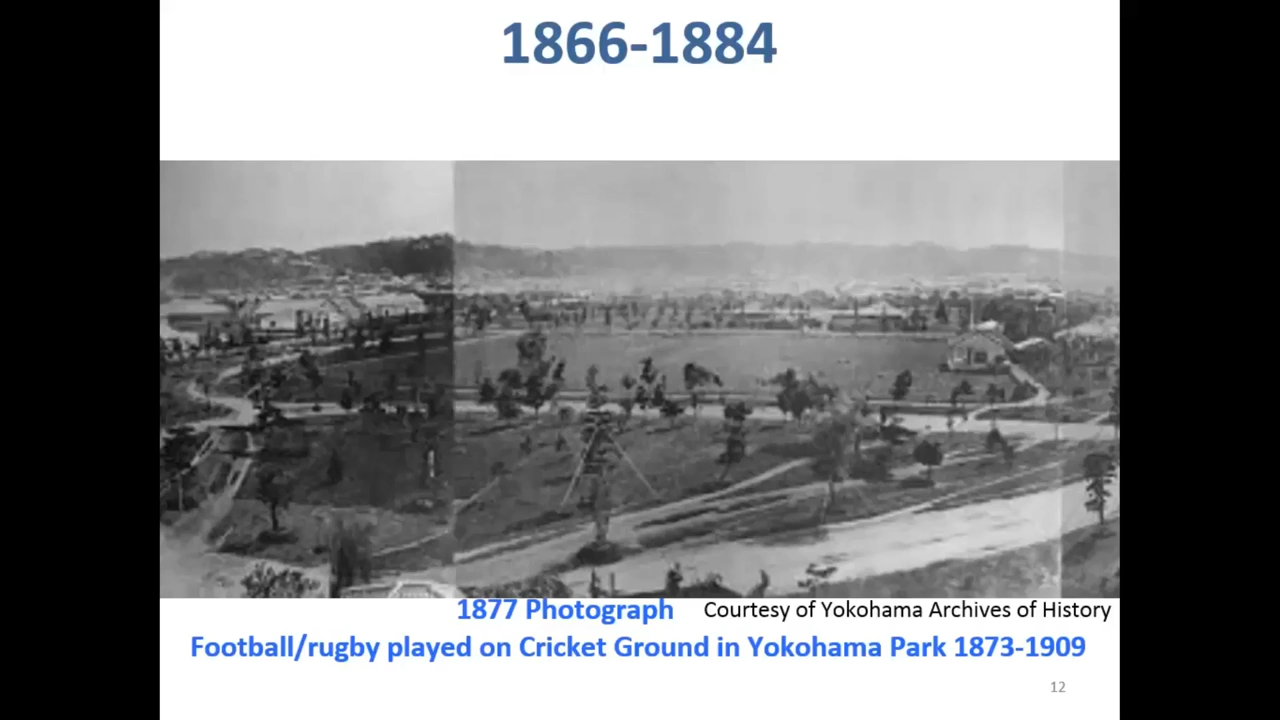 1866-1884
1877 Photograph Courtesy of Yokohama Archives of History
Football/rugby played on Cricket Ground in Yokohama Park 1873-1909
12